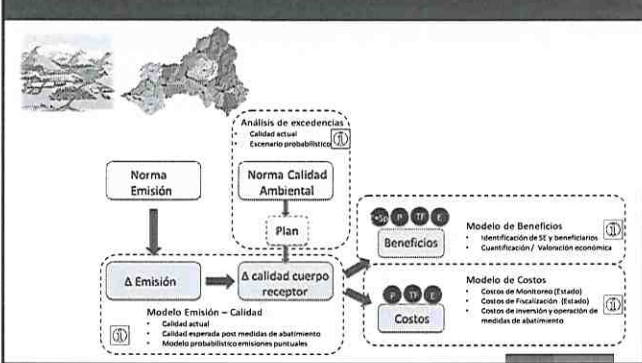 Análisis de excedencias
• Calidad actual
• Escenario probabilístico
Norma
Emisión
Norma Calidad
Ambiental
Plan
Δ Emisión
Δ calidad cuerpo
receptor
Modelo Emisión – Calidad
• Calidad actual
• Calidad esperada post medidas de abatimiento
• Modelo probabilístico emisiones puntuales
P TF E
Beneficios
Modelo de Beneficios
• Identificación de SE y beneficiarios
• Cuantificación / Valoración económica
P TF E
Costos
Modelo de Costos
• Costos de Monitoreo (Estado)
• Costos de Fiscalización (Estado)
• Costos de inversión y operación de
medidas de abatimiento